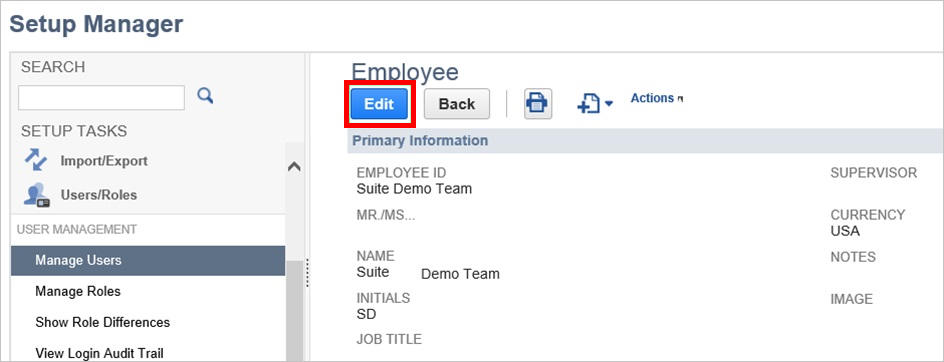 Setup Manager
SEARCH
SETUP TASKS
Import/Export
Users/Roles
USER MANAGEMENT
Manage Users
Manage Roles
Show Role Differences
View Login Audit Trail
Employee
Edit Back Actions
Primary Information
EMPLOYEE ID
Suite Demo Team
MR./MS...
NAME
Suite Demo Team
INITIALS
SD
JOB TITLE
SUPERVISOR
CURRENCY
USA
NOTES
IMAGE